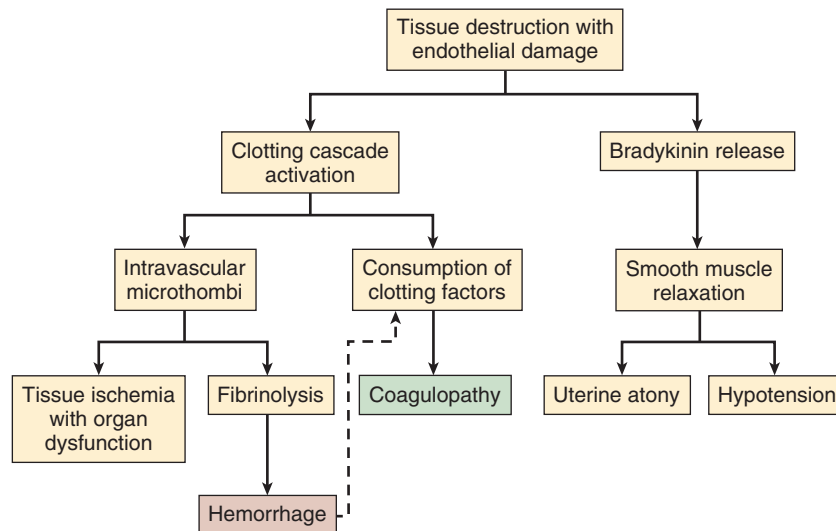 Tissue destruction with
endothelial damage
Clotting cascade
activation
Bradykinin release
Intravascular
microthombi
Consumption of
clotting factors
Smooth muscle
relaxation
Tissue ischemia
with organ
dysfunction
Fibrinolysis
Coagulopathy
Uterine atony
Hypotension
Hemorrhage